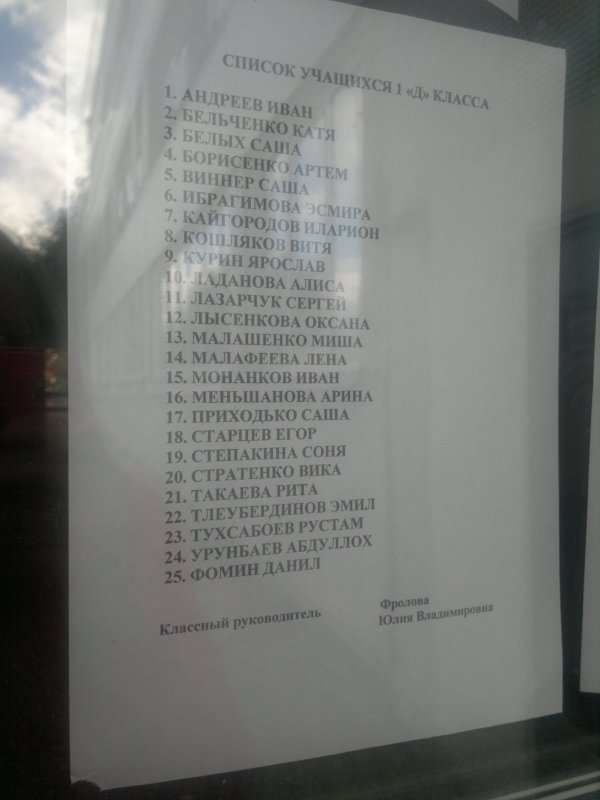 СПИСОК УЧАЩИХСЯ 1 «Д» КЛАССА
1. АНДРЕЕВ ИВАН
2. БЕЛЬЧЕНКО КАТЯ
3. БЕЛЫХ САША
4. БОРИСЕНКО АРТЕМ
5. ВИННЕР САША
6. ИБРАГИМОВА ЭСМИРА
7. КАЙГОРОДОВ ИЛАРИОН
8. КОШЛЯКОВ ВИТЯ
9. КУРИН ЯРОСЛАВ
10. ЛАДАНОВА АЛИСА
11. ЛАЗАРЧУК СЕРГЕЙ
12. ЛЫСЕНКОВА ОКСАНА
13. МАЛАШЕНКО МИША
14. МАЛАФЕЕВА ЛЕНА
15. МОНАНКОВ ИВАН
16. МЕНЬШАНОВА АРИНА
17. ПРИХОДЬКО САША
18. СТАРЦЕВ ЕГОР
19. СТЕПАКИНА СОНЯ
20. СТРАТЕНКО ВИКА
21. ТАКАЕВА РИТА
22. ТЛЕУБЕРДИНОВ ЭМИЛ
23. ТУХСАБОЕВ РУСТАМ
24. УРУНБАЕВ АБДУЛЛОХ
25. ФОМИН ДАНИЛ
Классный руководитель
Фролова
Юлия Владимировна